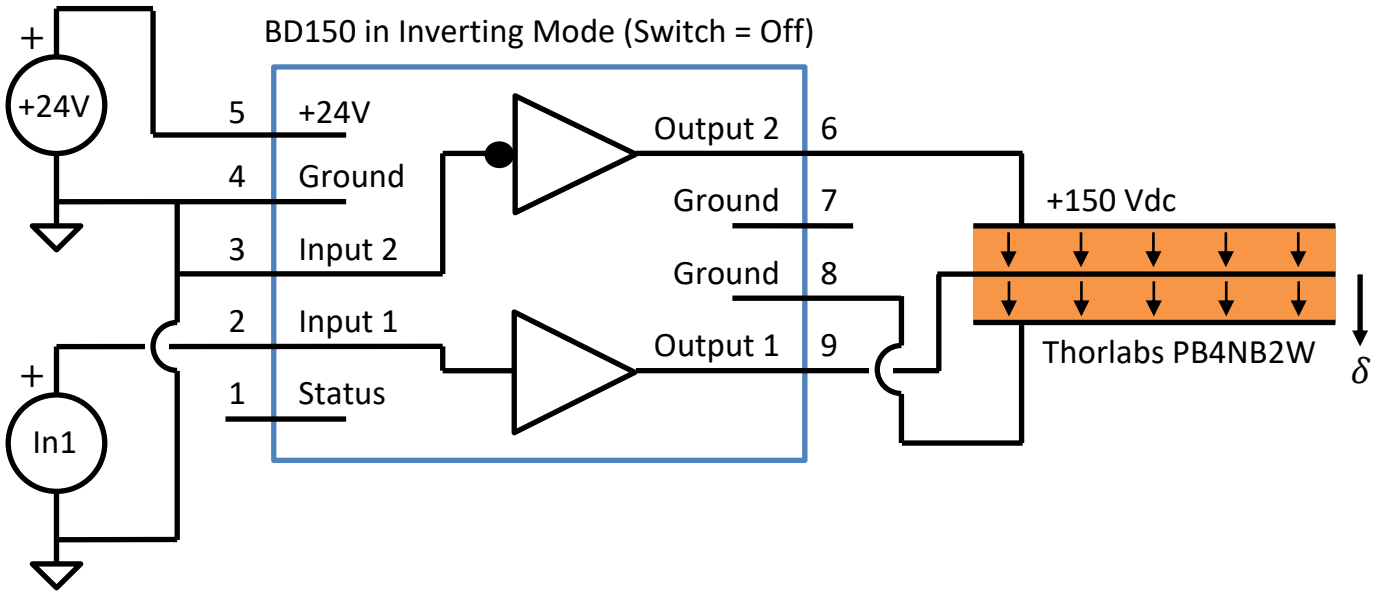 BD150 in Inverting Mode (Switch = Off)
+
+24V
5 +24V
4 Ground
3 Input 2
2 Input 1
1 Status
+
In1
Output 2 6
Ground 7
Ground 8
Output 1 9
+150 Vdc
Thorlabs PB4NB2W
δ